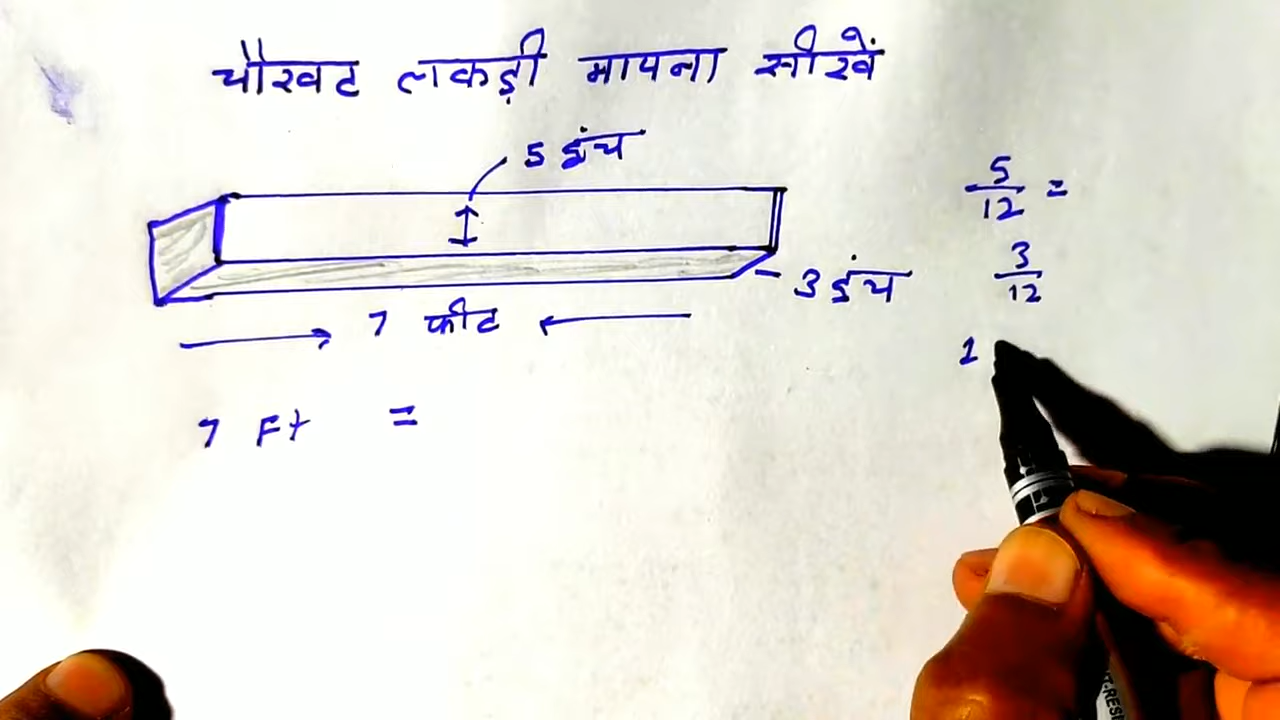 चौखट लकड़ी मापना सीखें
5 इंच
5/12 =
3/12
3 इंच
7 फीट
1
7 Ft =